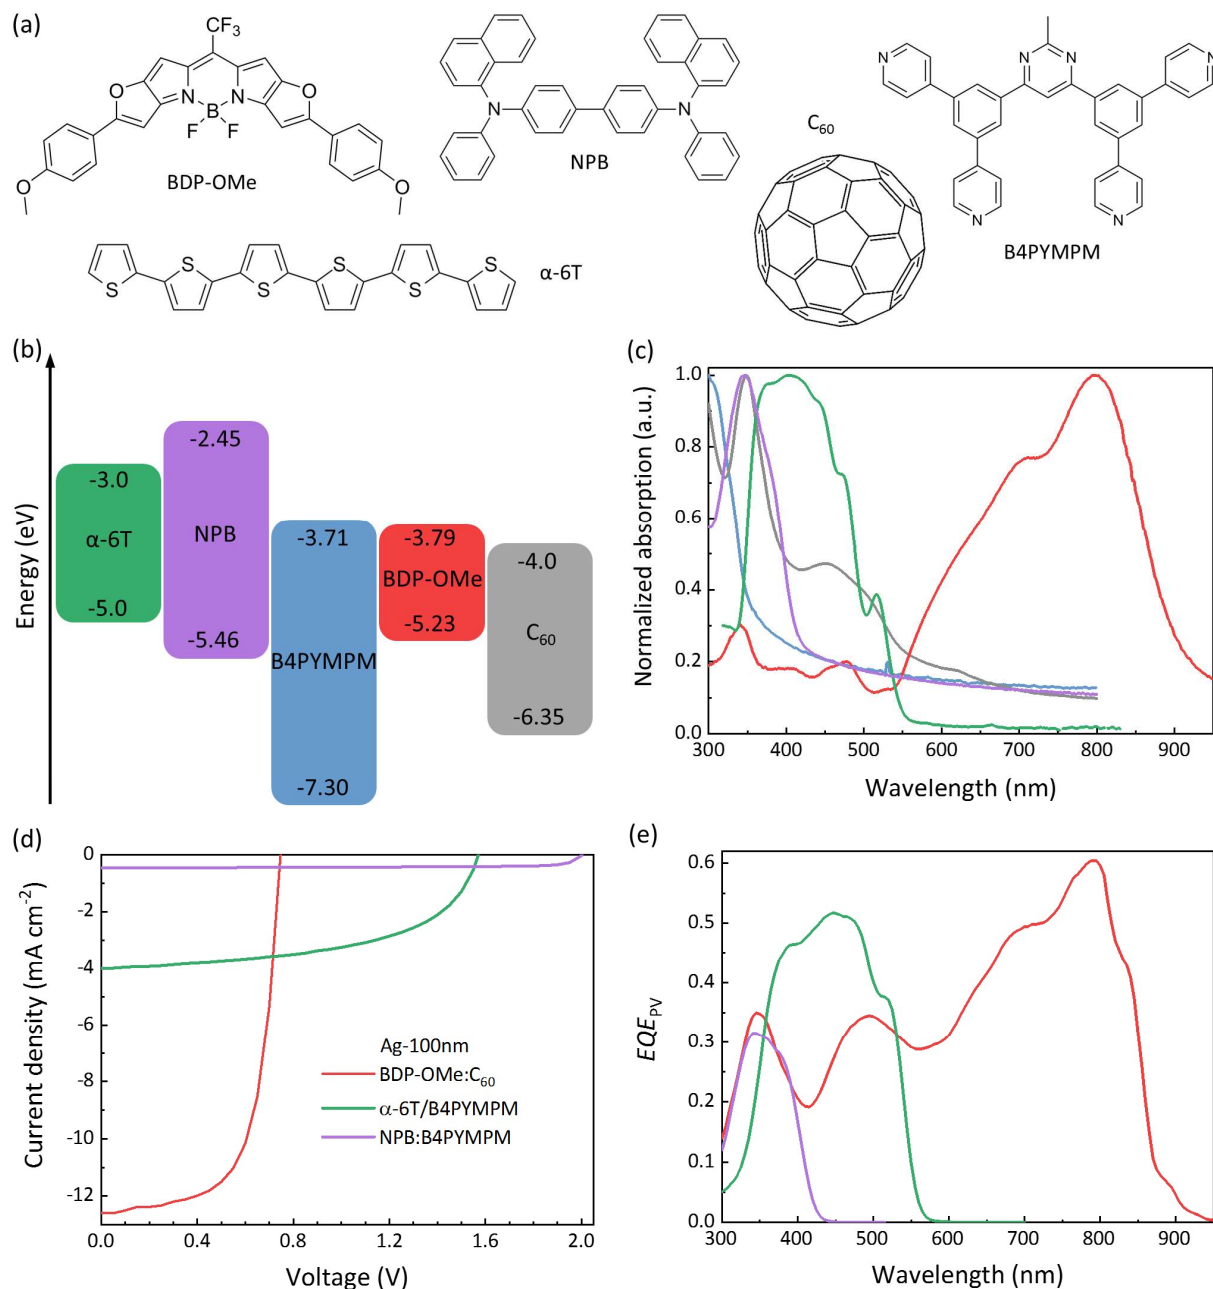 (a)
CF₃
O
N
N
O
B
F
F
O
O
BDP-OMe
N
N
NPB
C₆₀
N
N
N
N
N
N
B4PYMPM
S
S
S
S
S
S
α-6T
(b)
Energy (eV)
-3.0
α-6T
-5.0
-2.45
NPB
-5.46
-3.71
B4PYMPM
-7.30
-3.79
BDP-OMe
-5.23
-4.0
C₆₀
-6.35
(c)
Normalized absorption (a.u.)
1.0
0.8
0.6
0.4
0.2
0.0
300 400 500 600 700 800 900
Wavelength (nm)
(d)
Current density (mA cm⁻²)
0
-2
-4
-6
-8
-10
-12
Ag-100nm
BDP-OMe:C₆₀
α-6T/B4PYMPM
NPB:B4PYMPM
0.0 0.4 0.8 1.2 1.6 2.0
Voltage (V)
(e)
EQE_PV
0.6
0.5
0.4
0.3
0.2
0.1
0.0
300 400 500 600 700 800 900
Wavelength (nm)